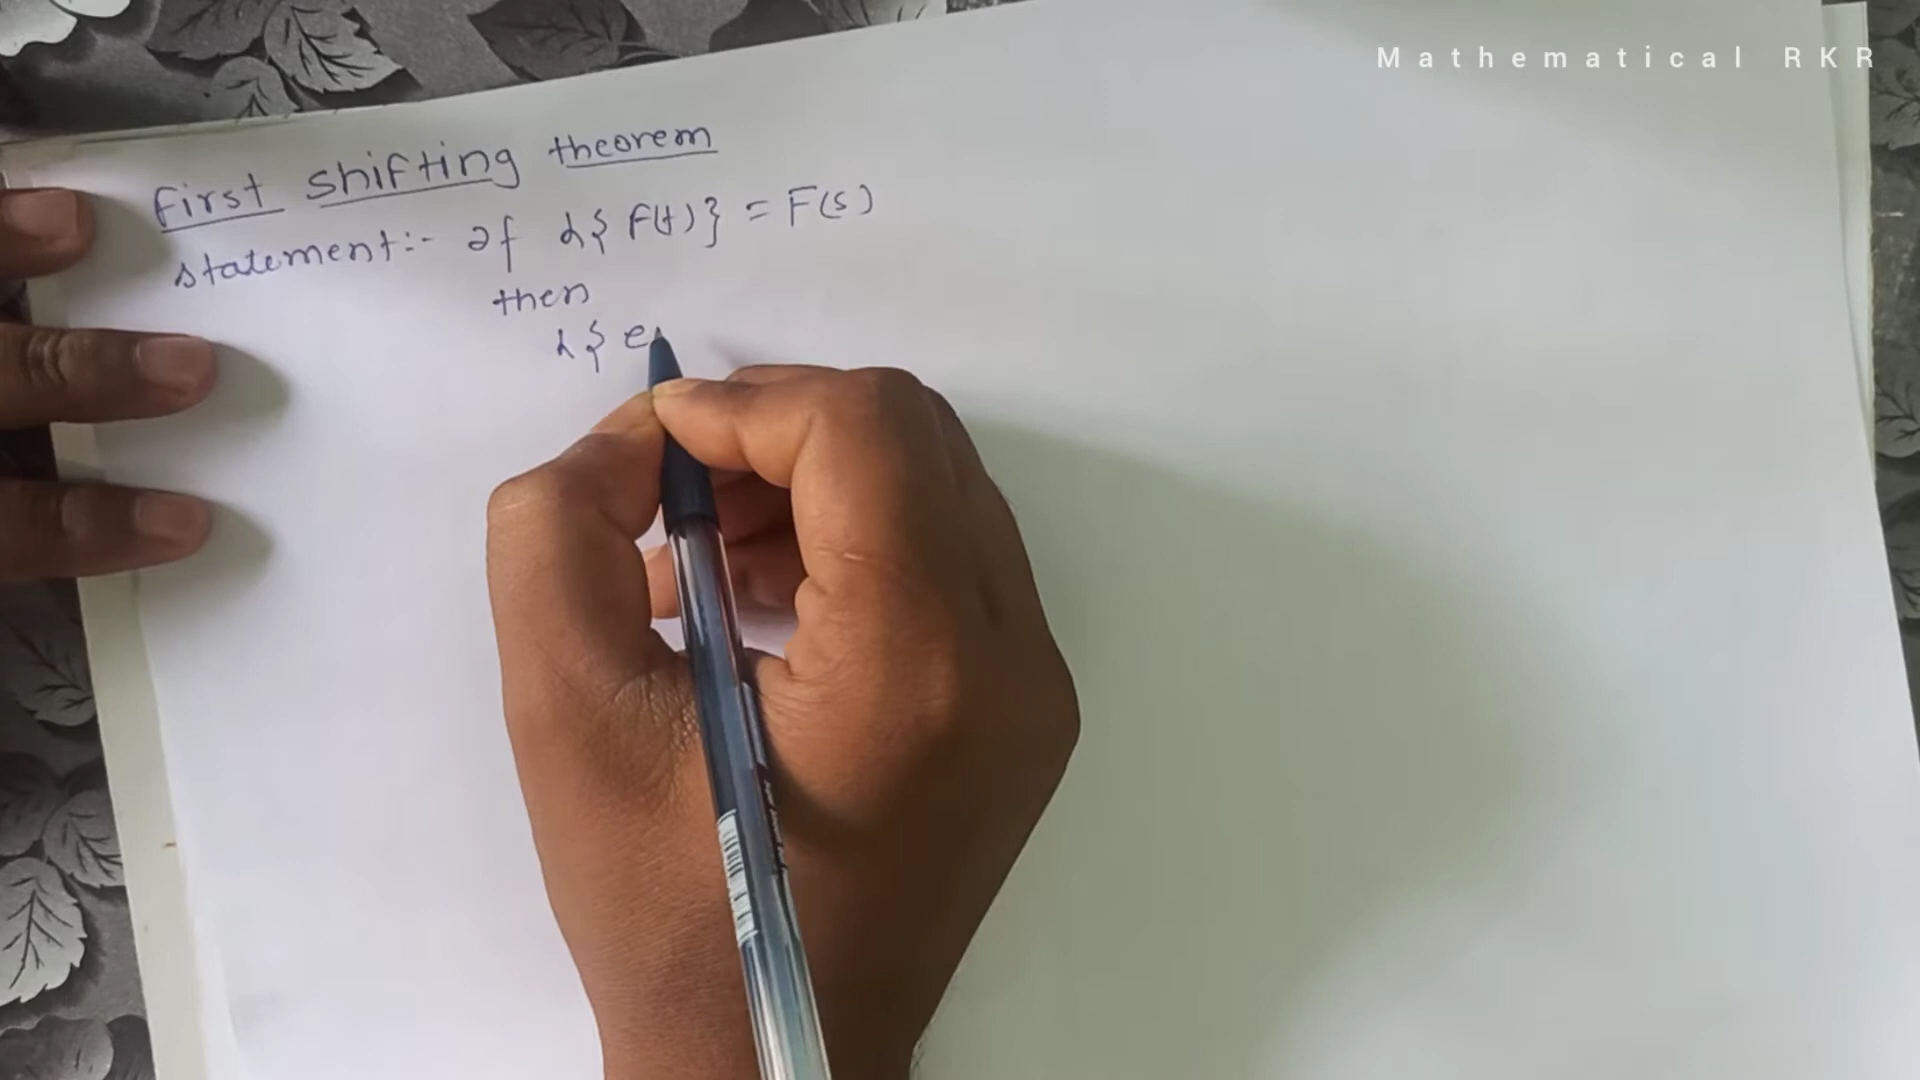 Mathematical RKR
First shifting theorem
statement:- If L{F(t)} = F(s)
then
L{e